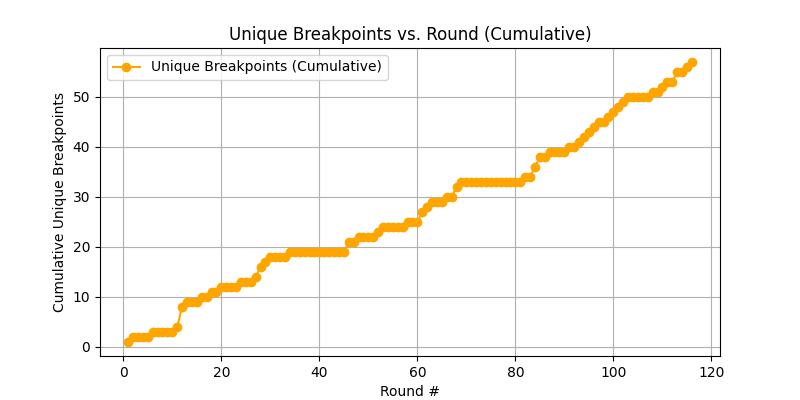 Unique Breakpoints vs. Round (Cumulative)
Unique Breakpoints (Cumulative)
Cumulative Unique Breakpoints
50
40
30
20
10
0
0 20 40 60 80 100 120
Round #